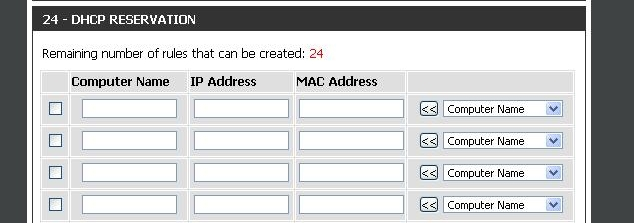 24 - DHCP RESERVATION
Remaining number of rules that can be created: 24
Computer Name IP Address MAC Address
<< Computer Name
<< Computer Name
<< Computer Name
<< Computer Name